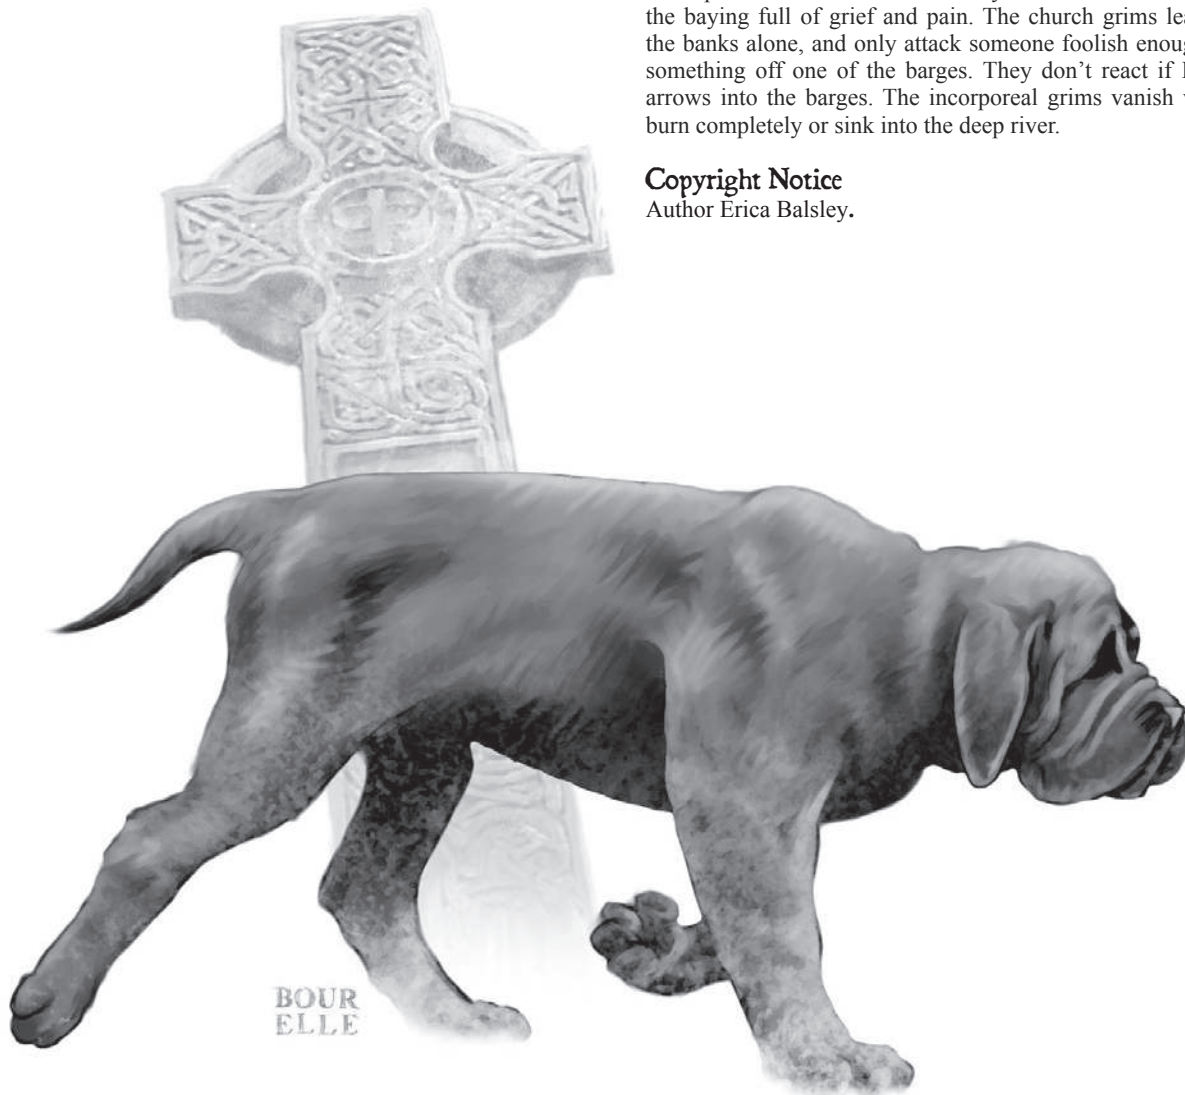 the baying full of grief and pain. The church grims lea
the banks alone, and only attack someone foolish enoug
something off one of the barges. They don’t react if
arrows into the barges. The incorporeal grims vanish
burn completely or sink into the deep river.
Copyright Notice
Author Erica Balsley.
BOUR
ELLE